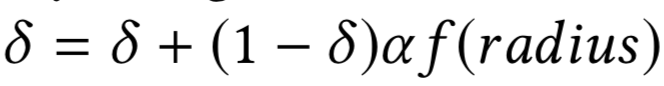 δ = δ + (1 − δ)αf(radius)